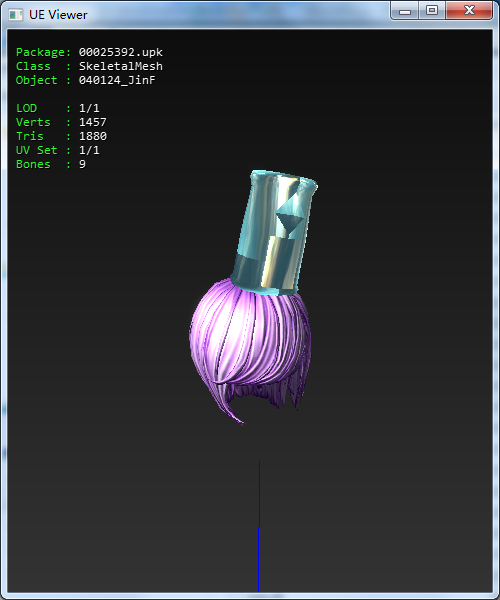 UE Viewer
Package: 00025392.upk
Class  : SkeletalMesh
Object : 040124_JinF
LOD    : 1/1
Verts  : 1457
Tris   : 1880
UV Set : 1/1
Bones  : 9